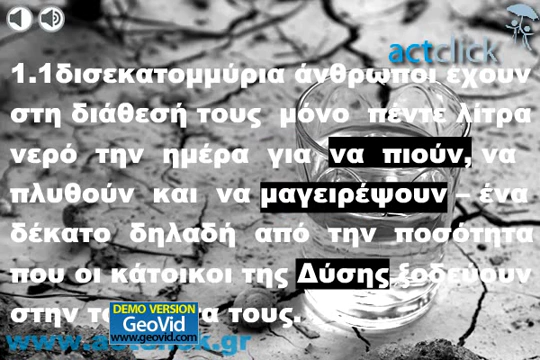 actclick
1.1δισεκατομμύρια άνθρωποι έχουν
στη διάθεσή τους μόνο πέντε λίτρα
νερό την ημέρα για να πιούν, να
πλυθούν και να μαγειρέψουν – ένα
δέκατο δηλαδή από την ποσότητα
που οι κάτοικοι της Δύσης ξοδεύουν
στην τους.
DEMO VERSION
GeoVid
www.geovid.com